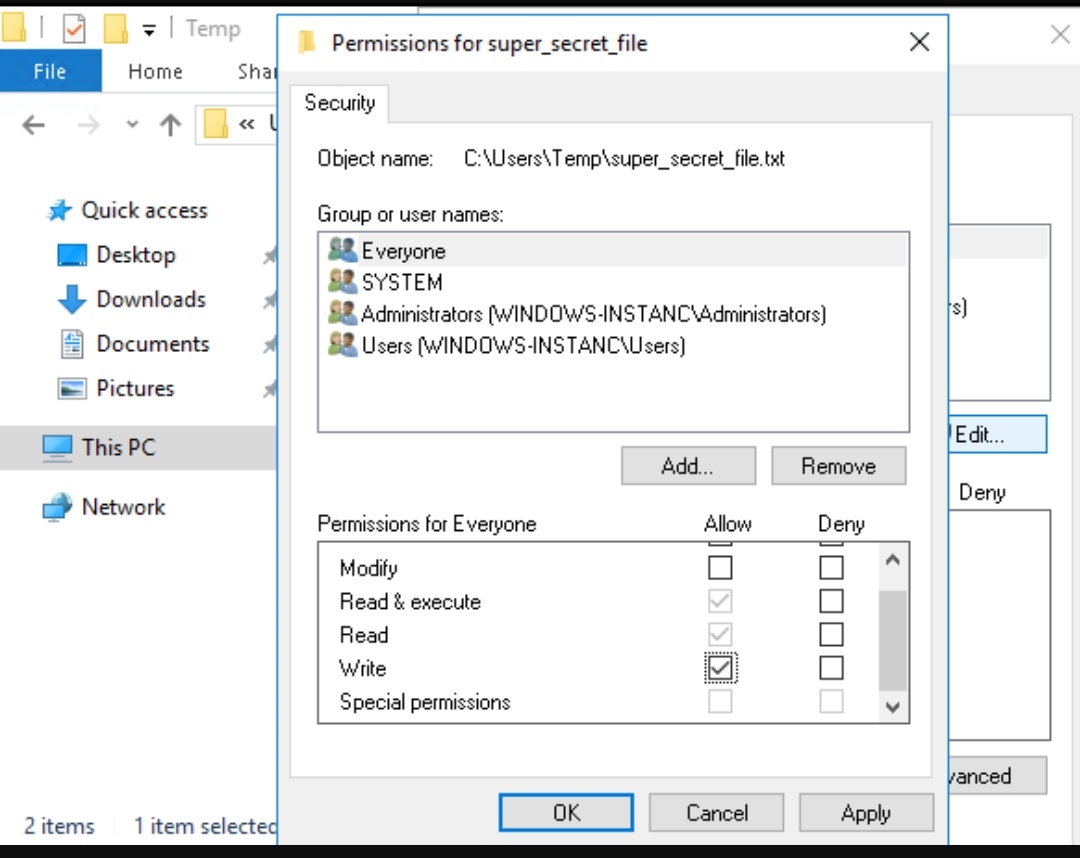 Temp
Permissions for super_secret_file
File
Home
Shar
Security
«
Object name: C:\Users\Temp\super_secret_file.txt
Quick access
Desktop
Downloads
Documents
Pictures
This PC
Network
Group or user names:
Everyone
SYSTEM
Administrators (WINDOWS-INSTANC\Administrators)
Users (WINDOWS-INSTANC\Users)
rs)
Edit...
Add...
Remove
Deny
Permissions for Everyone Allow Deny
Modify
Read & execute
Read
Write
Special permissions
vanced
OK
Cancel
Apply
2 items
1 item selected